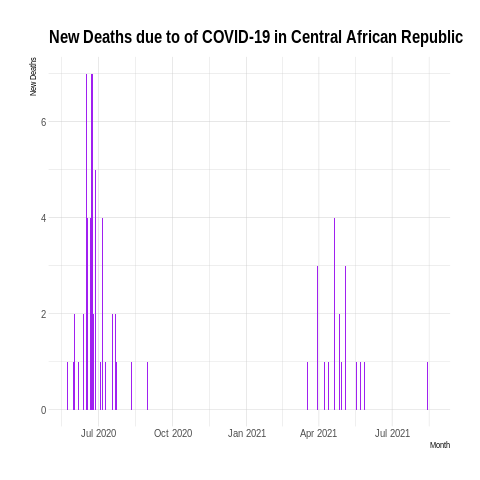 New Deaths due to of COVID-19 in Central African Republic
New Deaths
6
4
2
0
Jul 2020 Oct 2020 Jan 2021 Apr 2021 Jul 2021
Month